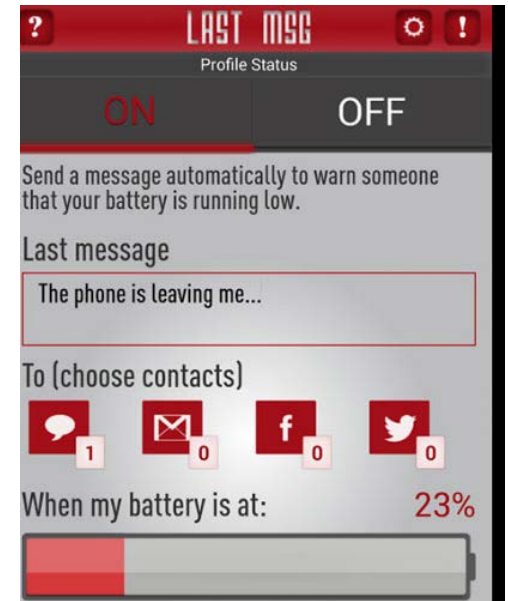 ?
LAST MSG
!
Profile Status
ON
OFF
Send a message automatically to warn someone
that your battery is running low.
Last message
The phone is leaving me...
To (choose contacts)
1
0
f
0
0
When my battery is at:
23%